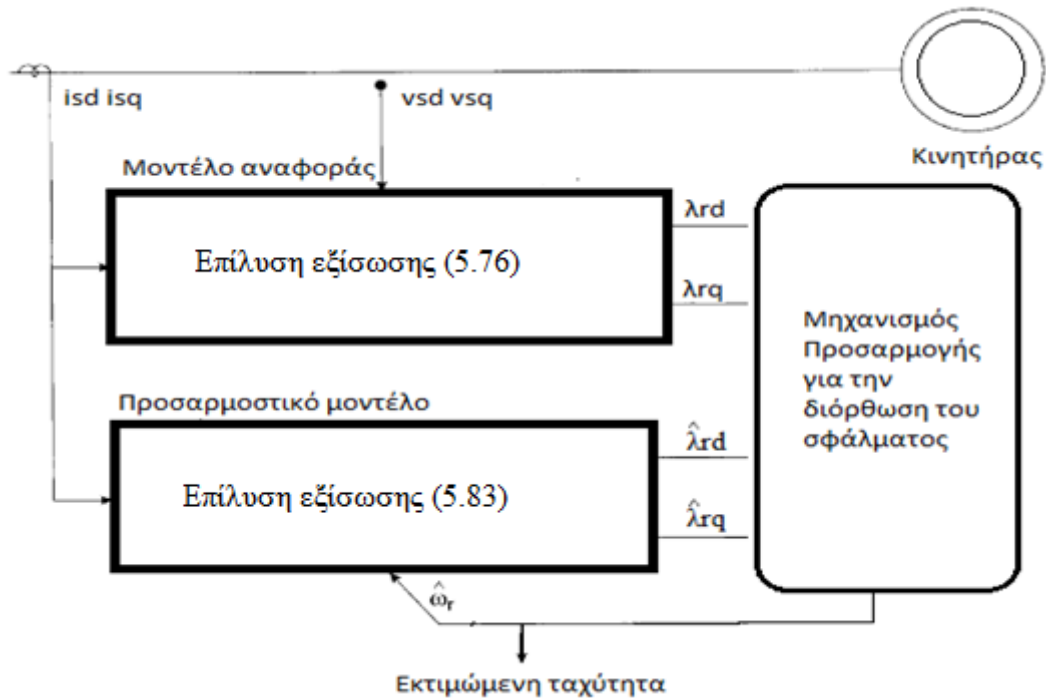 isd isq
vsd vsq
Κινητήρας
Μοντέλο αναφοράς
Επίλυση εξίσωσης (5.76)
λrd
λrq
Μηχανισμός
Προσαρμογής
για την
διόρθωση του
σφάλματος
Προσαρμοστικό μοντέλο
Επίλυση εξίσωσης (5.83)
λ̂rd
λ̂rq
ω̂r
Εκτιμώμενη ταχύτητα